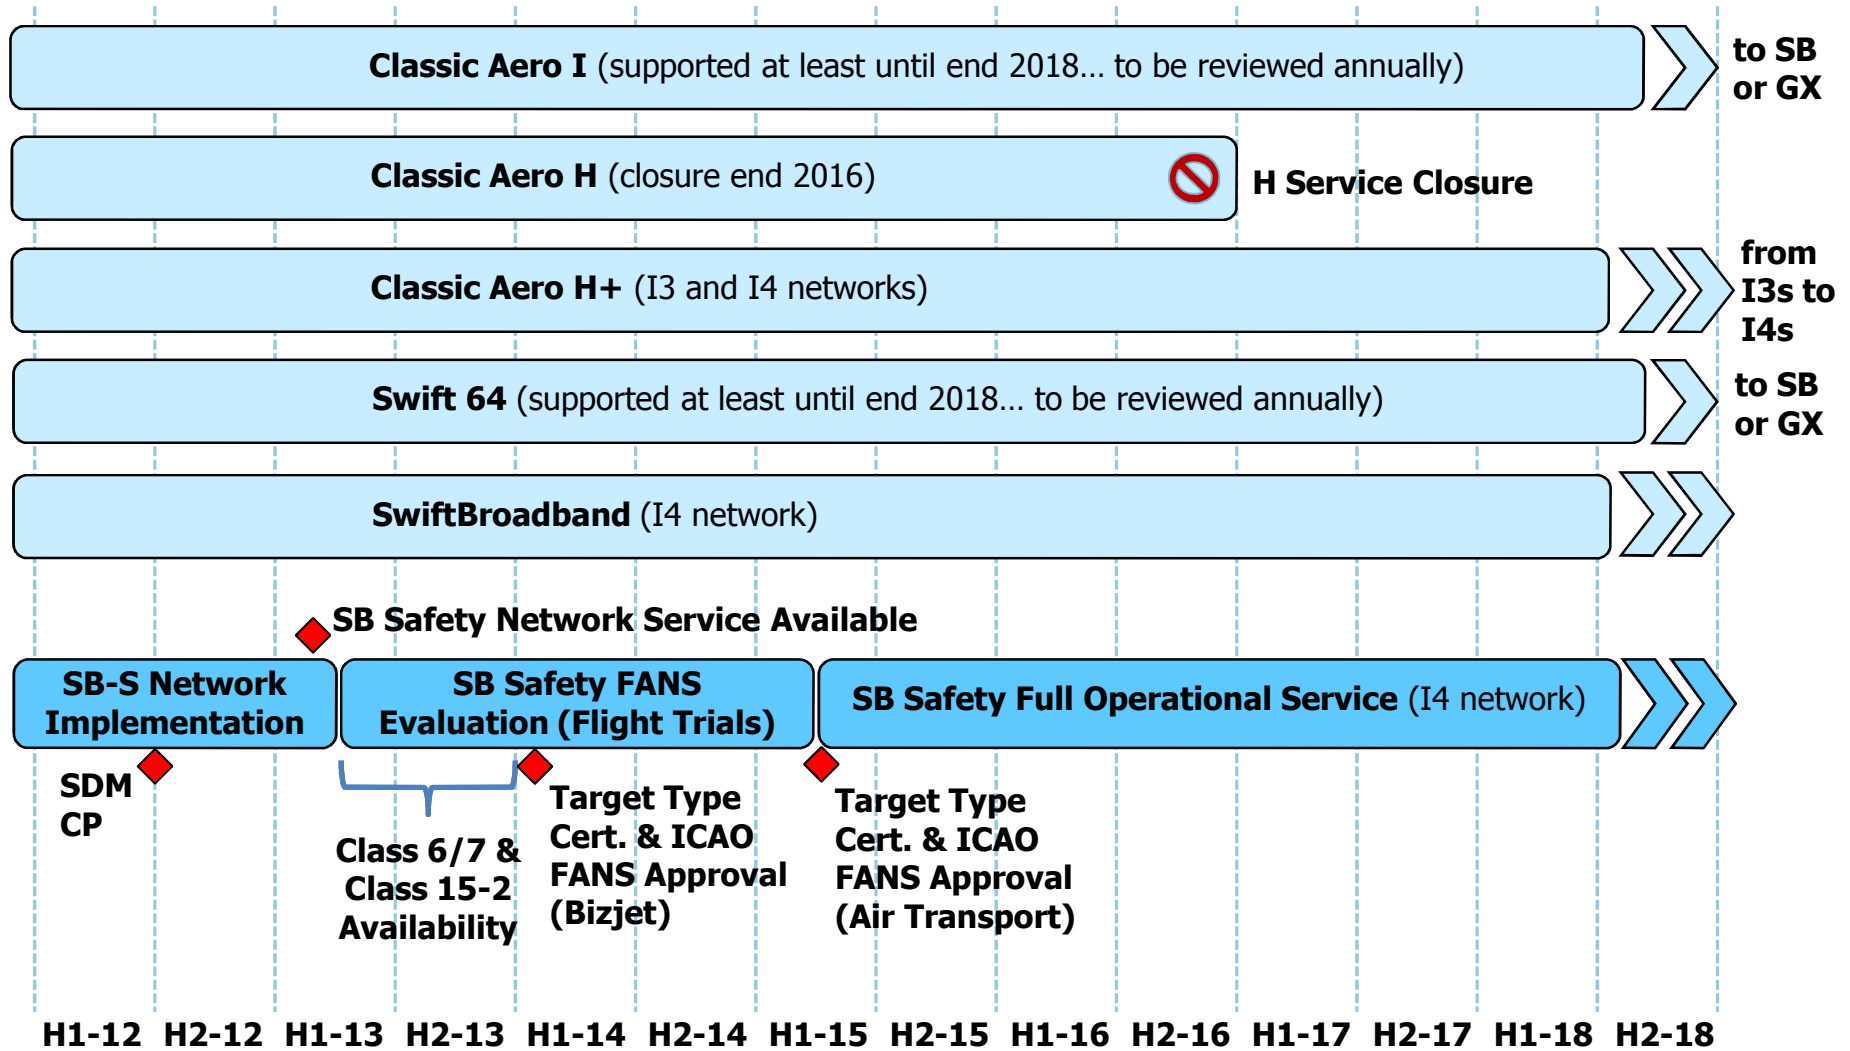 Classic Aero I (supported at least until end 2018... to be reviewed annually)
to SB
or GX
Classic Aero H (closure end 2016)
H Service Closure
Classic Aero H+ (I3 and I4 networks)
from
I3s to
I4s
Swift 64 (supported at least until end 2018... to be reviewed annually)
to SB
or GX
SwiftBroadband (I4 network)
SB Safety Network Service Available
SB-S Network
Implementation
SB Safety FANS
Evaluation (Flight Trials)
SB Safety Full Operational Service (I4 network)
SDM
CP
Class 6/7 &
Class 15-2
Availability
Target Type
Cert. & ICAO
FANS Approval
(Bizjet)
Target Type
Cert. & ICAO
FANS Approval
(Air Transport)
H1-12 H2-12 H1-13 H2-13 H1-14 H2-14 H1-15 H2-15 H1-16 H2-16 H1-17 H2-17 H1-18 H2-18